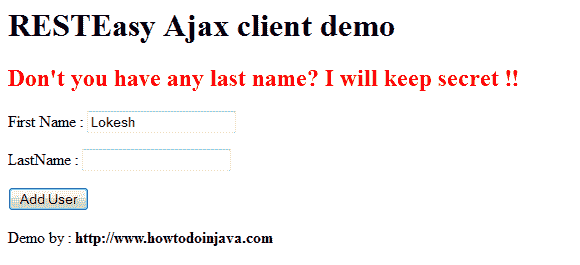 RESTEasy Ajax client demo
Don't you have any last name? I will keep secret !!
First Name : Lokesh
LastName :
Add User
Demo by : http://www.howtodoinjava.com